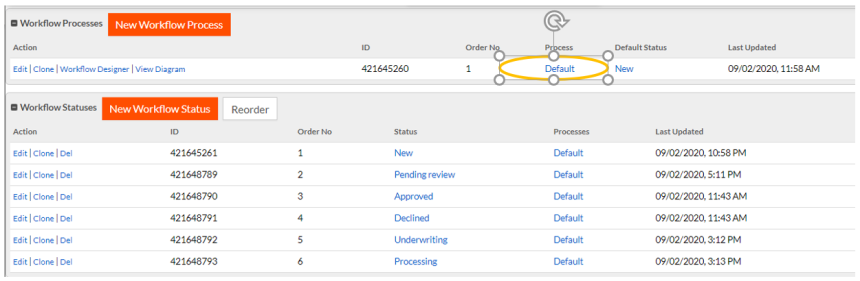 Workflow Processes New Workflow Process
Action ID Order No Process Default Status Last Updated
Edit | Clone | Workflow Designer | View Diagram 421645260 1 Default New 09/02/2020, 11:58 AM
Workflow Statuses New Workflow Status Reorder
Action ID Order No Status Processes Last Updated
Edit | Clone | Del 421645261 1 New Default 09/02/2020, 10:58 PM
Edit | Clone | Del 421648789 2 Pending review Default 09/02/2020, 5:11 PM
Edit | Clone | Del 421648790 3 Approved Default 09/02/2020, 11:43 AM
Edit | Clone | Del 421648791 4 Declined Default 09/02/2020, 11:43 AM
Edit | Clone | Del 421648792 5 Underwriting Default 09/02/2020, 3:12 PM
Edit | Clone | Del 421648793 6 Processing Default 09/02/2020, 3:13 PM